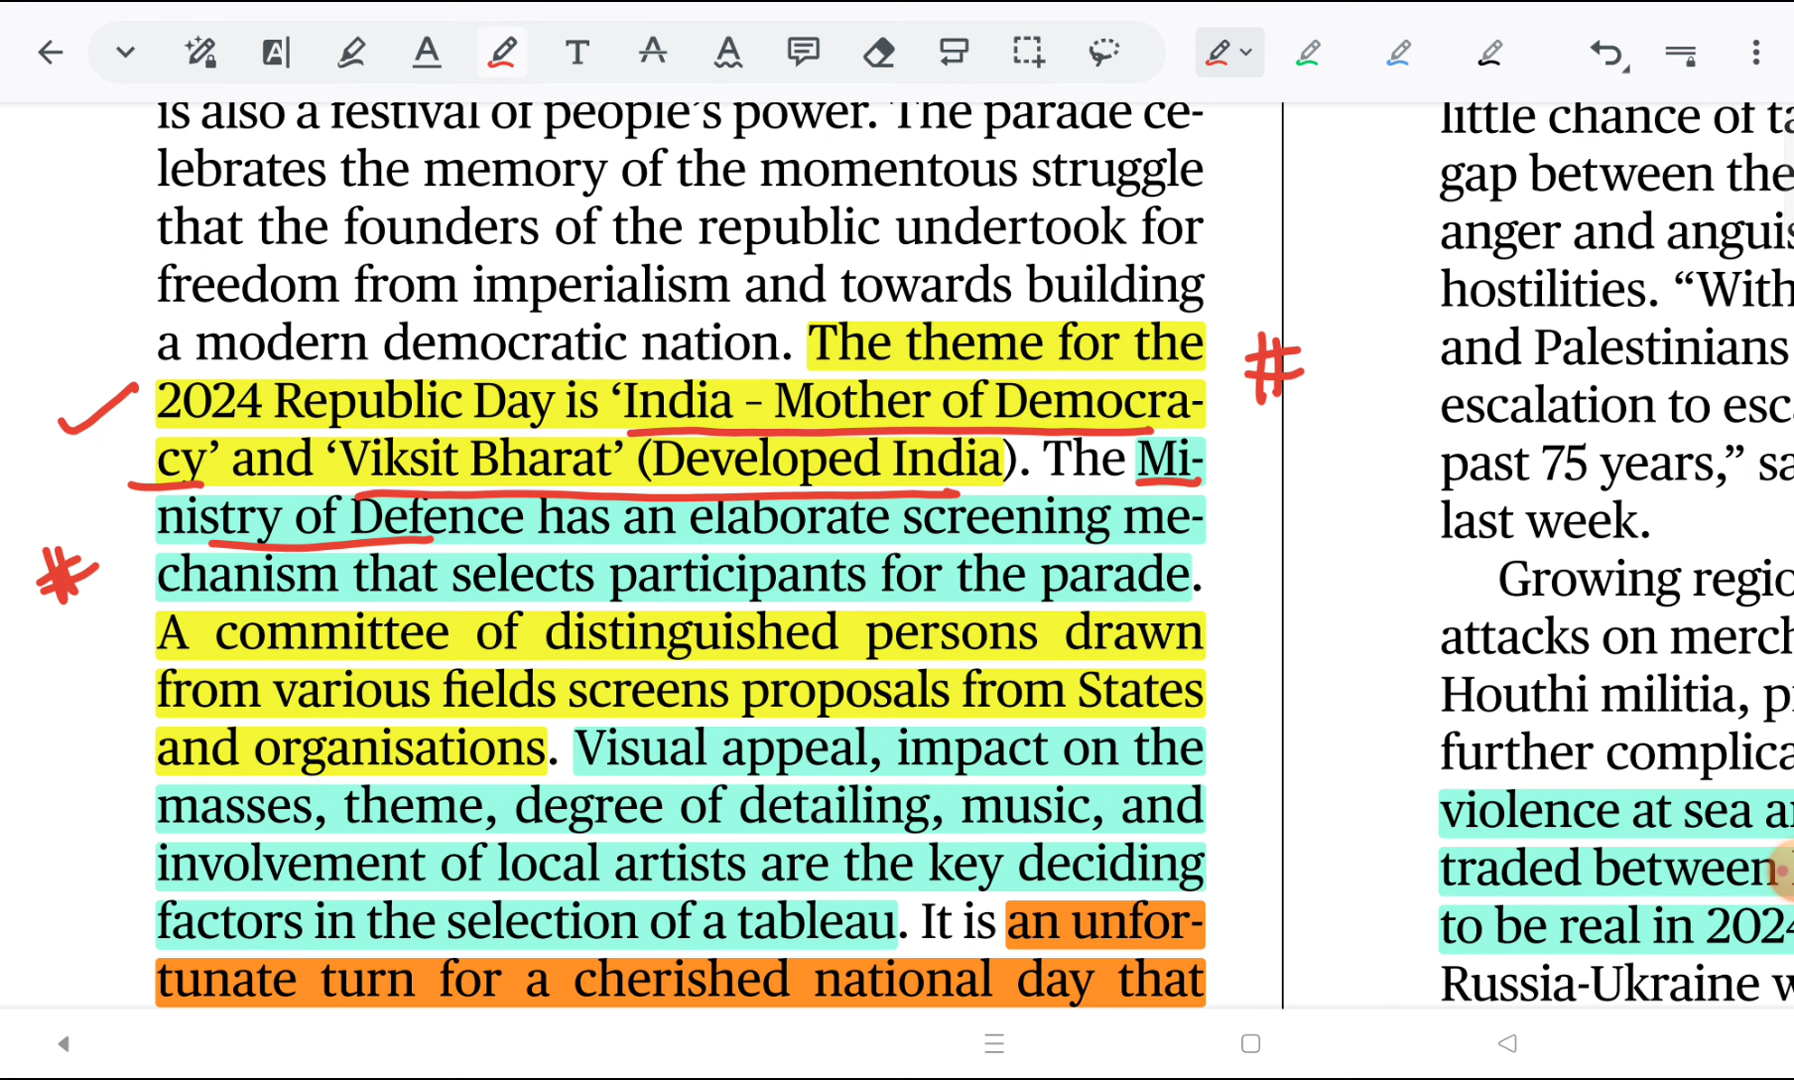 is also a festival of people's power. The parade ce-
lebrates the memory of the momentous struggle
that the founders of the republic undertook for
freedom from imperialism and towards building
a modern democratic nation. The theme for the
2024 Republic Day is ‘India – Mother of Democra-
cy’ and ‘Viksit Bharat’ (Developed India). The Mi-
nistry of Defence has an elaborate screening me-
chanism that selects participants for the parade.
A committee of distinguished persons drawn
from various fields screens proposals from States
and organisations. Visual appeal, impact on the
masses, theme, degree of detailing, music, and
involvement of local artists are the key deciding
factors in the selection of a tableau. It is an unfor-
tunate turn for a cherished national day that
little chance of
gap between the
anger and
hostilities. “With
and Palestinians
escalation to
past 75 years,”
last week.
Growing
attacks on
Houthi militia,
further
violence at sea
traded between
to be real in 2024
Russia-Ukraine